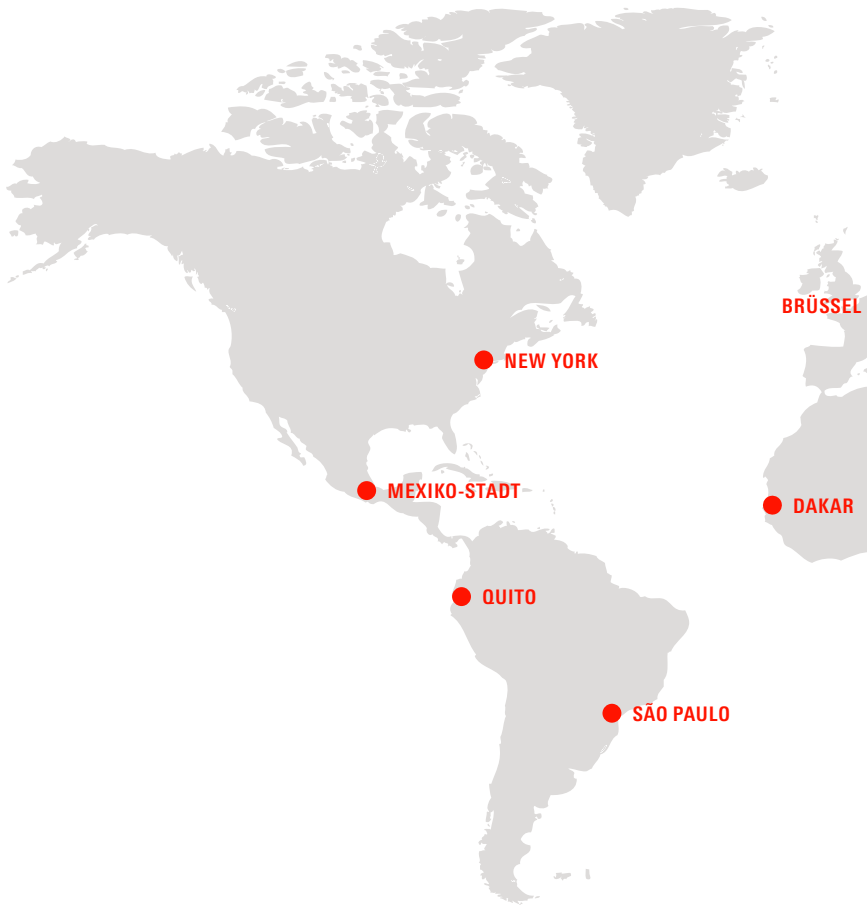 BRÜSSEL
NEW YORK
MEXIKO-STADT
DAKAR
QUITO
SÃO PAULO